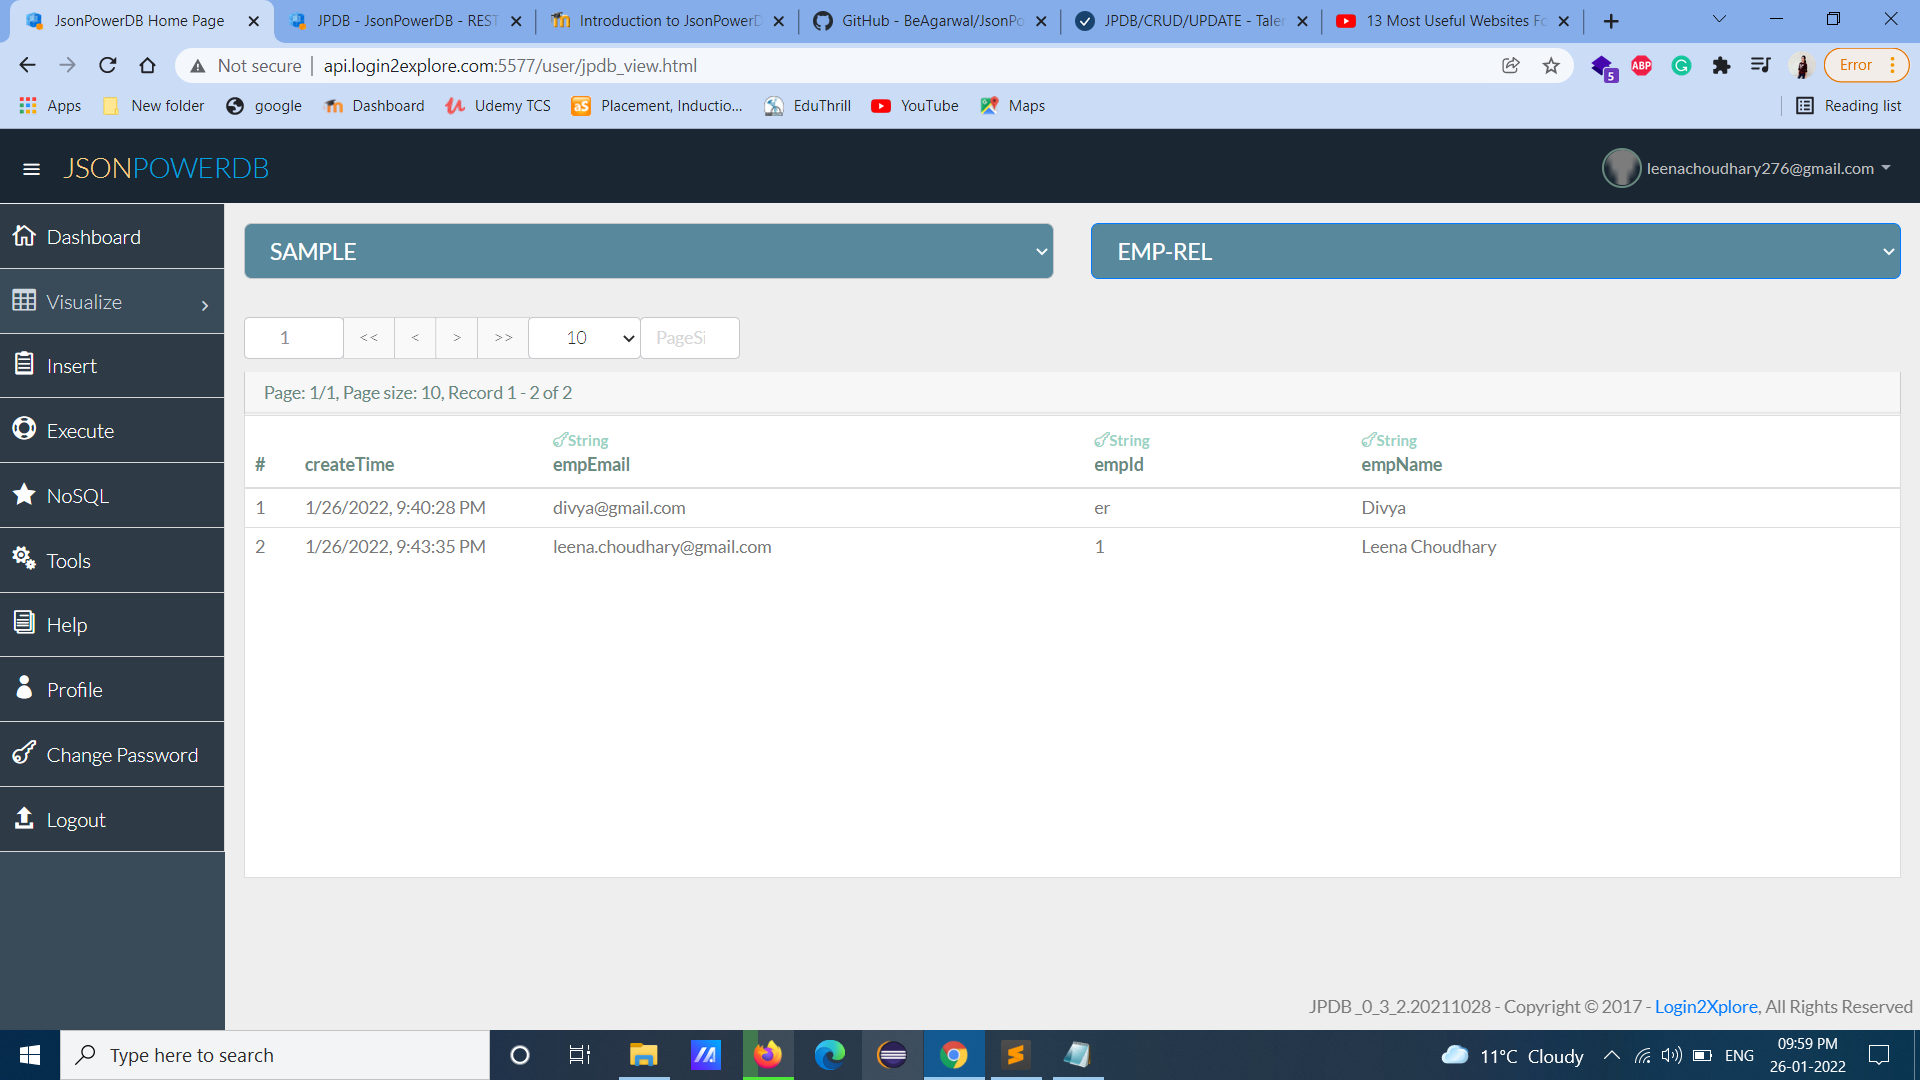 JsonPowerDB Home Page
JPDB - JsonPowerDB - REST
Introduction to JsonPowerD
GitHub - BeAgarwal/JsonPo
JPDB/CRUD/UPDATE - Taler
13 Most Useful Websites Fo
Not secure
api.login2explore.com:5577/user/jpdb_view.html
5
ABP
Error
Apps
New folder
google
Dashboard
Udemy TCS
aS
Placement, Inductio...
EduThrill
YouTube
Maps
Reading list
JSONPOWERDB
leenachoudhary276@gmail.com
Dashboard
Visualize
Insert
Execute
NoSQL
Tools
Help
Profile
Change Password
Logout
SAMPLE
EMP-REL
1 << < > >> 10 PageSi
Page: 1/1, Page size: 10, Record 1 - 2 of 2
String String String
# createTime empEmail empId empName
1 1/26/2022, 9:40:28 PM divya@gmail.com er Divya
2 1/26/2022, 9:43:35 PM leena.choudhary@gmail.com 1 Leena Choudhary
JPDB_0_3_2.20211028 - Copyright © 2017 - Login2Xplore, All Rights Reserved
Type here to search
11°C Cloudy
ENG
09:59 PM
26-01-2022